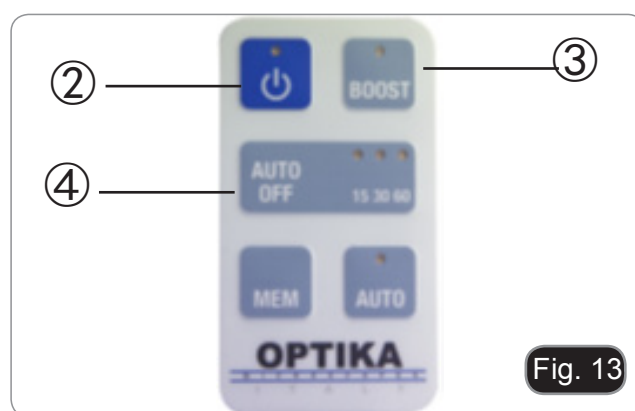 ② BOOST ③
④ AUTO
OFF
15 30 60
MEM AUTO
OPTIKA
Fig. 13